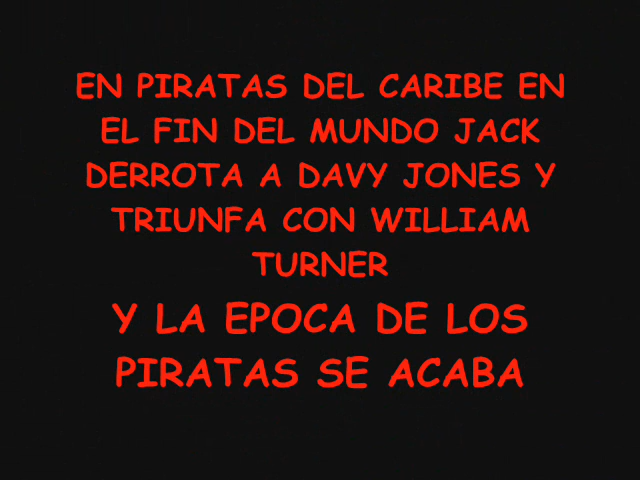 EN PIRATAS DEL CARIBE EN
EL FIN DEL MUNDO JACK
DERROTA A DAVY JONES Y
TRIUNFA CON WILLIAM
TURNER
Y LA EPOCA DE LOS
PIRATAS SE ACABA